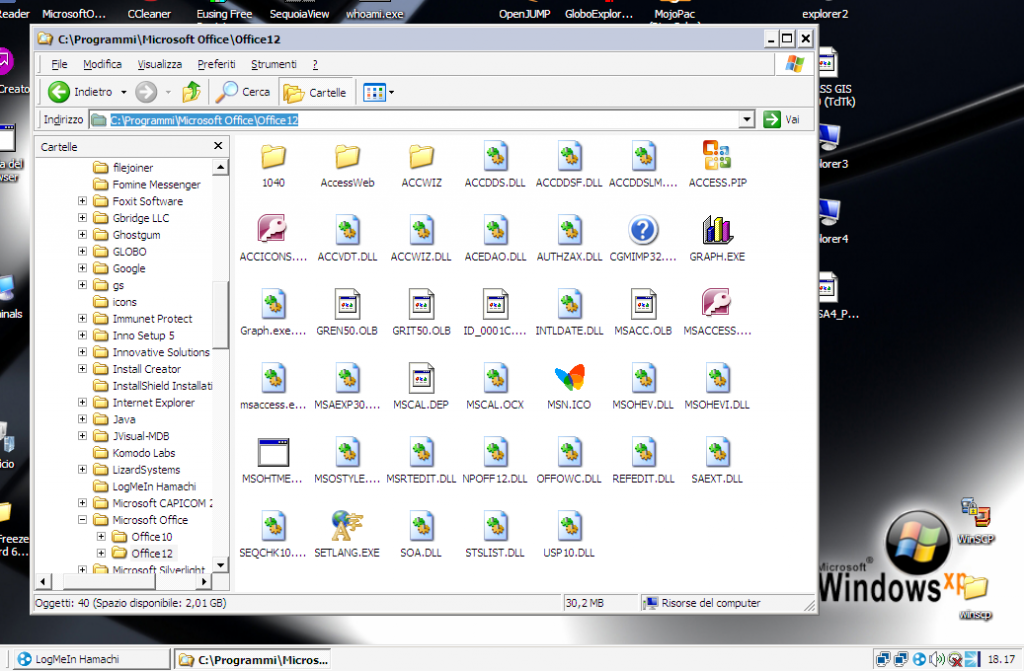 Reader MicrosoftO... CCleaner Eusing Free SequoiaView whoami.exe OpenJUMP GloboExplor... MojoPac explorer2
C:\Programmi\Microsoft Office\Office12
File Modifica Visualizza Preferiti Strumenti ?
Indietro Cerca Cartelle
Indirizzo C:\Programmi\Microsoft Office\Office12 Vai
Cartelle
filejoiner
Fomine Messenger
Foxit Software
Gbridge LLC
Ghostgum
GLOBO
Google
gs
icons
Immunet Protect
Inno Setup 5
Innovative Solutions
Install Creator
InstallShield Installati
Internet Explorer
Java
JVisual-MDB
Komodo Labs
LizardSystems
LogMeIn Hamachi
Microsoft CAPICOM 2
Microsoft Office
Office10
Office12
Microsoft Silverlight
1040 AccessWeb ACCWIZ ACCDDS.DLL ACCDDSF.DLL ACCDDSLM.... ACCESS.PIP
ACCICONS.... ACCVDT.DLL ACCWIZ.DLL ACEDAO.DLL AUTHZAX.DLL CGMIMP32.... GRAPH.EXE
Graph.exe.... GREN50.OLB GRIT50.OLB ID_0001C.... INTLDATE.DLL MSACC.OLB MSACCESS....
msaccess.e... MSAEXP30.... MSCAL.DEP MSCAL.OCX MSN.ICO MSOHEV.DLL MSOHEVI.DLL
MSOHTME... MSOSTYLE.... MSRTEDIT.DLL NPOFF12.DLL OFFOWC.DLL REFEDIT.DLL SAEXT.DLL
SEQCHK10.... SETLANG.EXE SOA.DLL STSLIST.DLL USP10.DLL
Oggetti: 40 (Spazio disponibile: 2,01 GB) 30,2 MB Risorse del computer
Creato
a del
wser
inals
icio
Freeze
rd 6...
SS GIS
(TdTk)
lorer3
lorer4
SA4_P...
WinSCP
Microsoft®
Windows xp
winscp
LogMeIn Hamachi C:\Programmi\Micros... 18.17